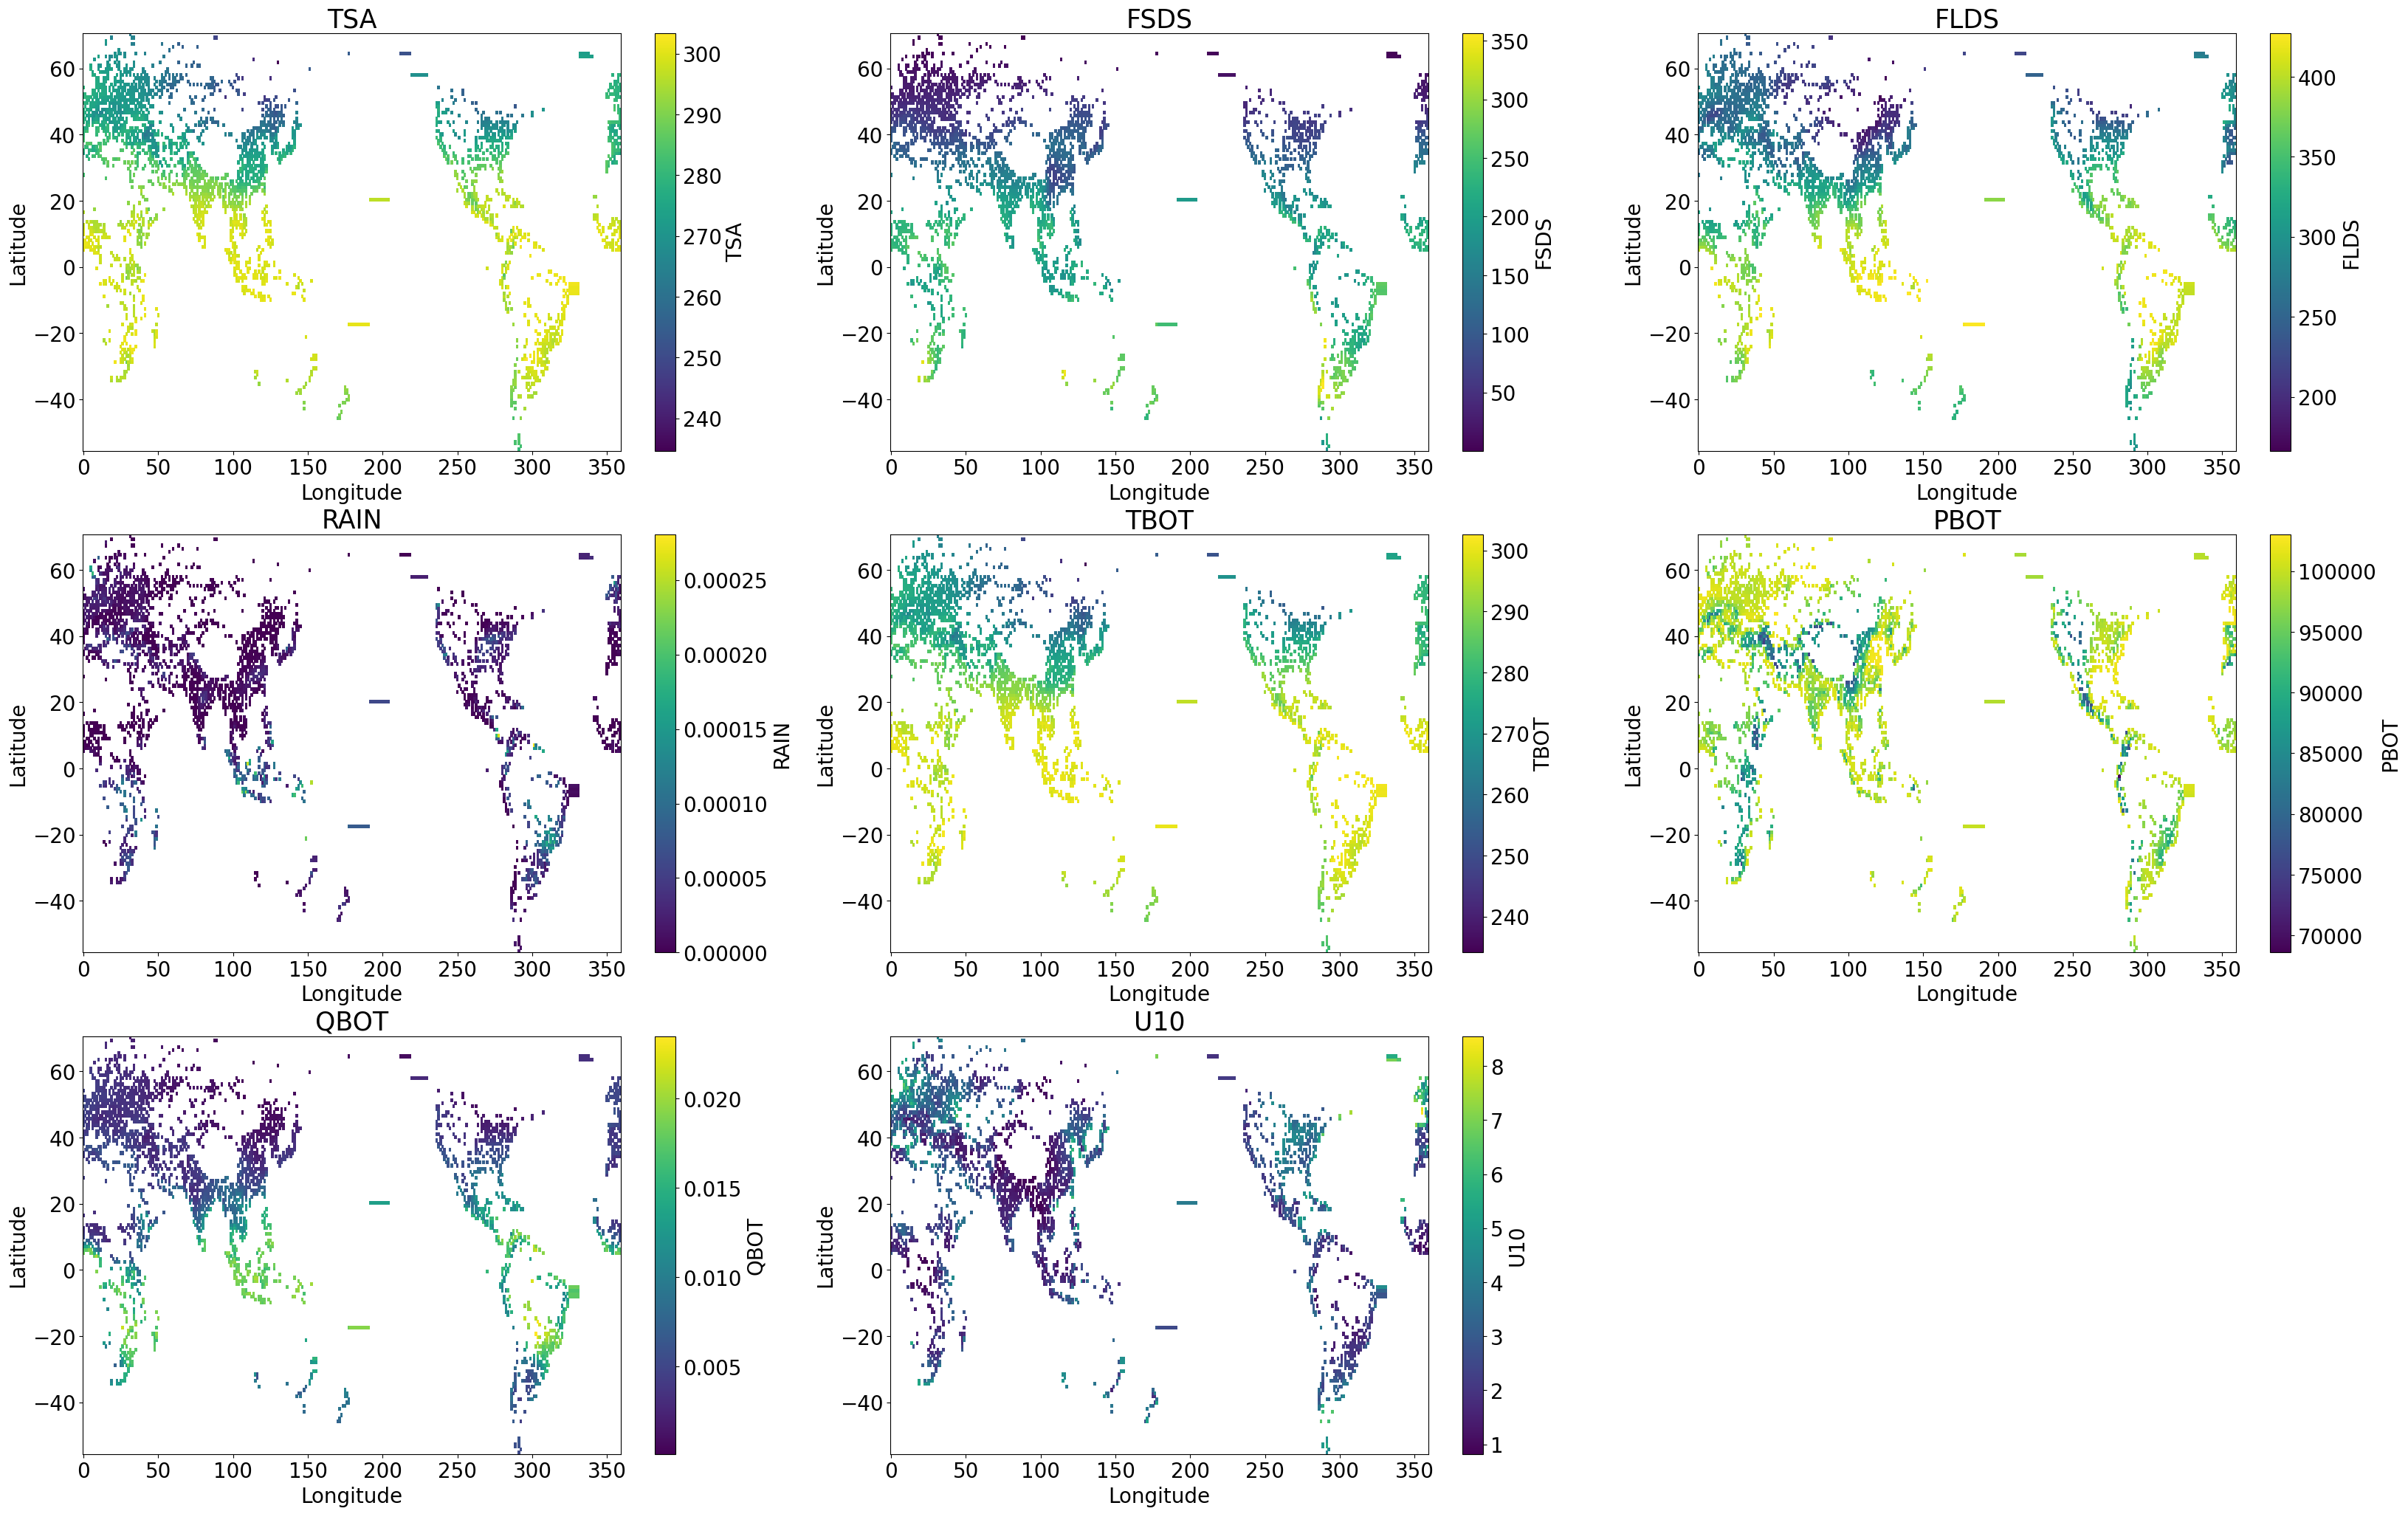 TSA
60
40
20
0
−20
−40
Latitude
0 50 100 150 200 250 300 350
Longitude
300
290
280
270
260
250
240
TSA
FSDS
60
40
20
0
−20
−40
Latitude
0 50 100 150 200 250 300 350
Longitude
350
300
250
200
150
100
50
FSDS
FLDS
60
40
20
0
−20
−40
Latitude
0 50 100 150 200 250 300 350
Longitude
400
350
300
250
200
FLDS
RAIN
60
40
20
0
−20
−40
Latitude
0 50 100 150 200 250 300 350
Longitude
0.00025
0.00020
0.00015
0.00010
0.00005
0.00000
RAIN
TBOT
60
40
20
0
−20
−40
Latitude
0 50 100 150 200 250 300 350
Longitude
300
290
280
270
260
250
240
TBOT
PBOT
60
40
20
0
−20
−40
Latitude
0 50 100 150 200 250 300 350
Longitude
100000
95000
90000
85000
80000
75000
70000
PBOT
QBOT
60
40
20
0
−20
−40
Latitude
0 50 100 150 200 250 300 350
Longitude
0.020
0.015
0.010
0.005
QBOT
U10
60
40
20
0
−20
−40
Latitude
0 50 100 150 200 250 300 350
Longitude
8
7
6
5
4
3
2
1
U10